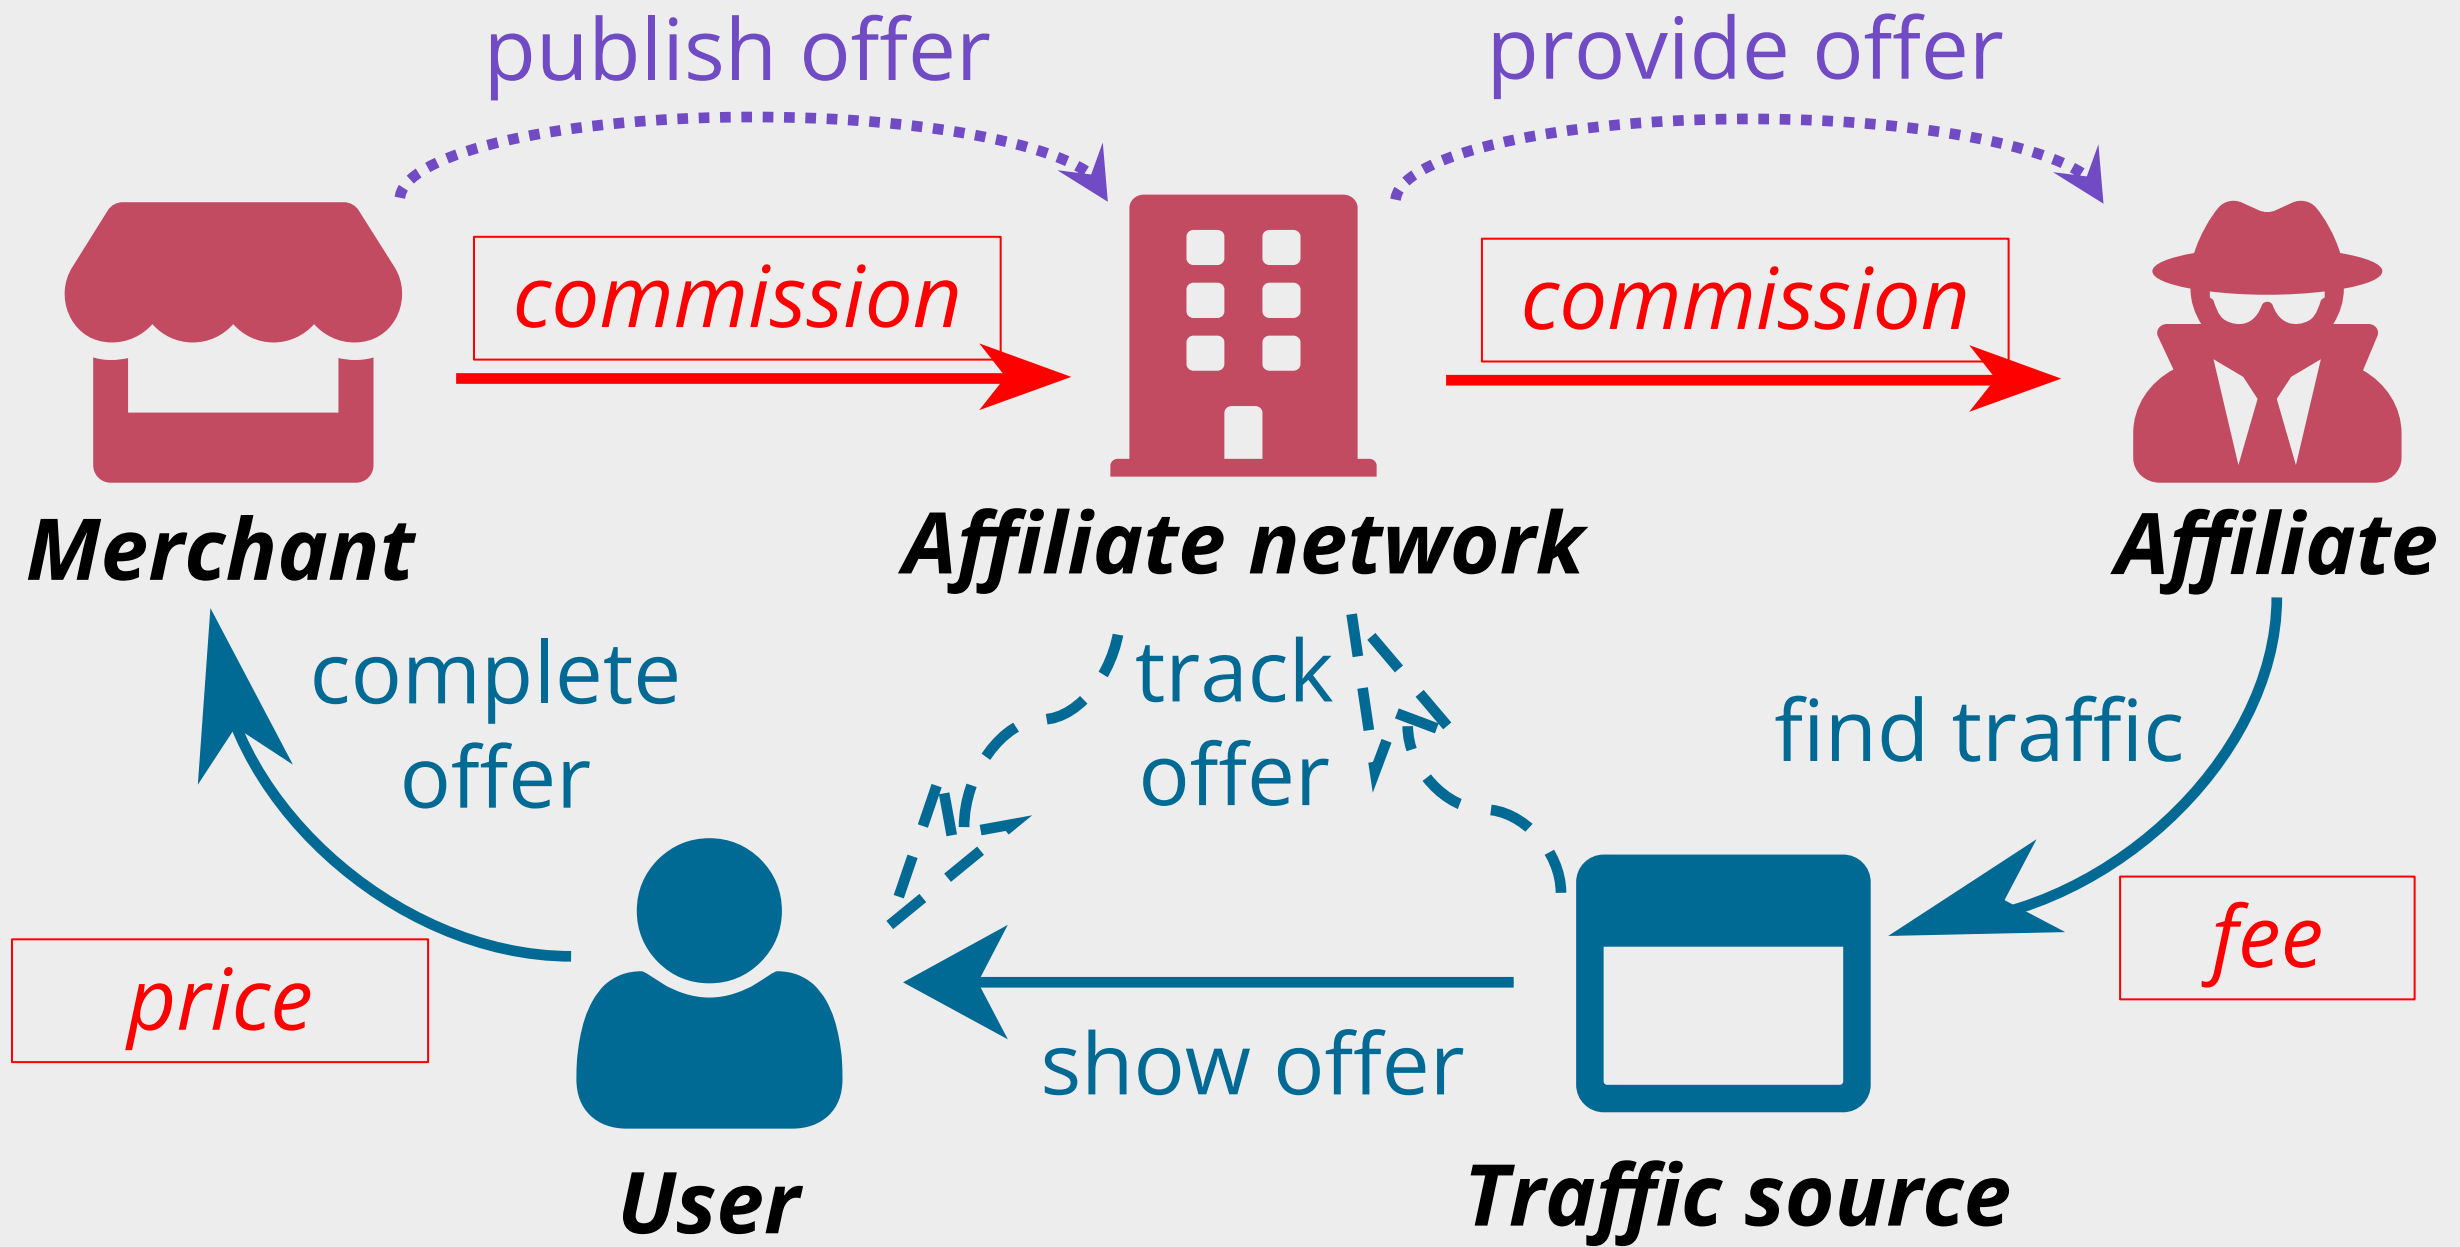 publish offer
provide offer
commission
commission
Merchant
Affiliate network
Affiliate
complete
offer
track
offer
find traffic
price
fee
show offer
User
Traffic source